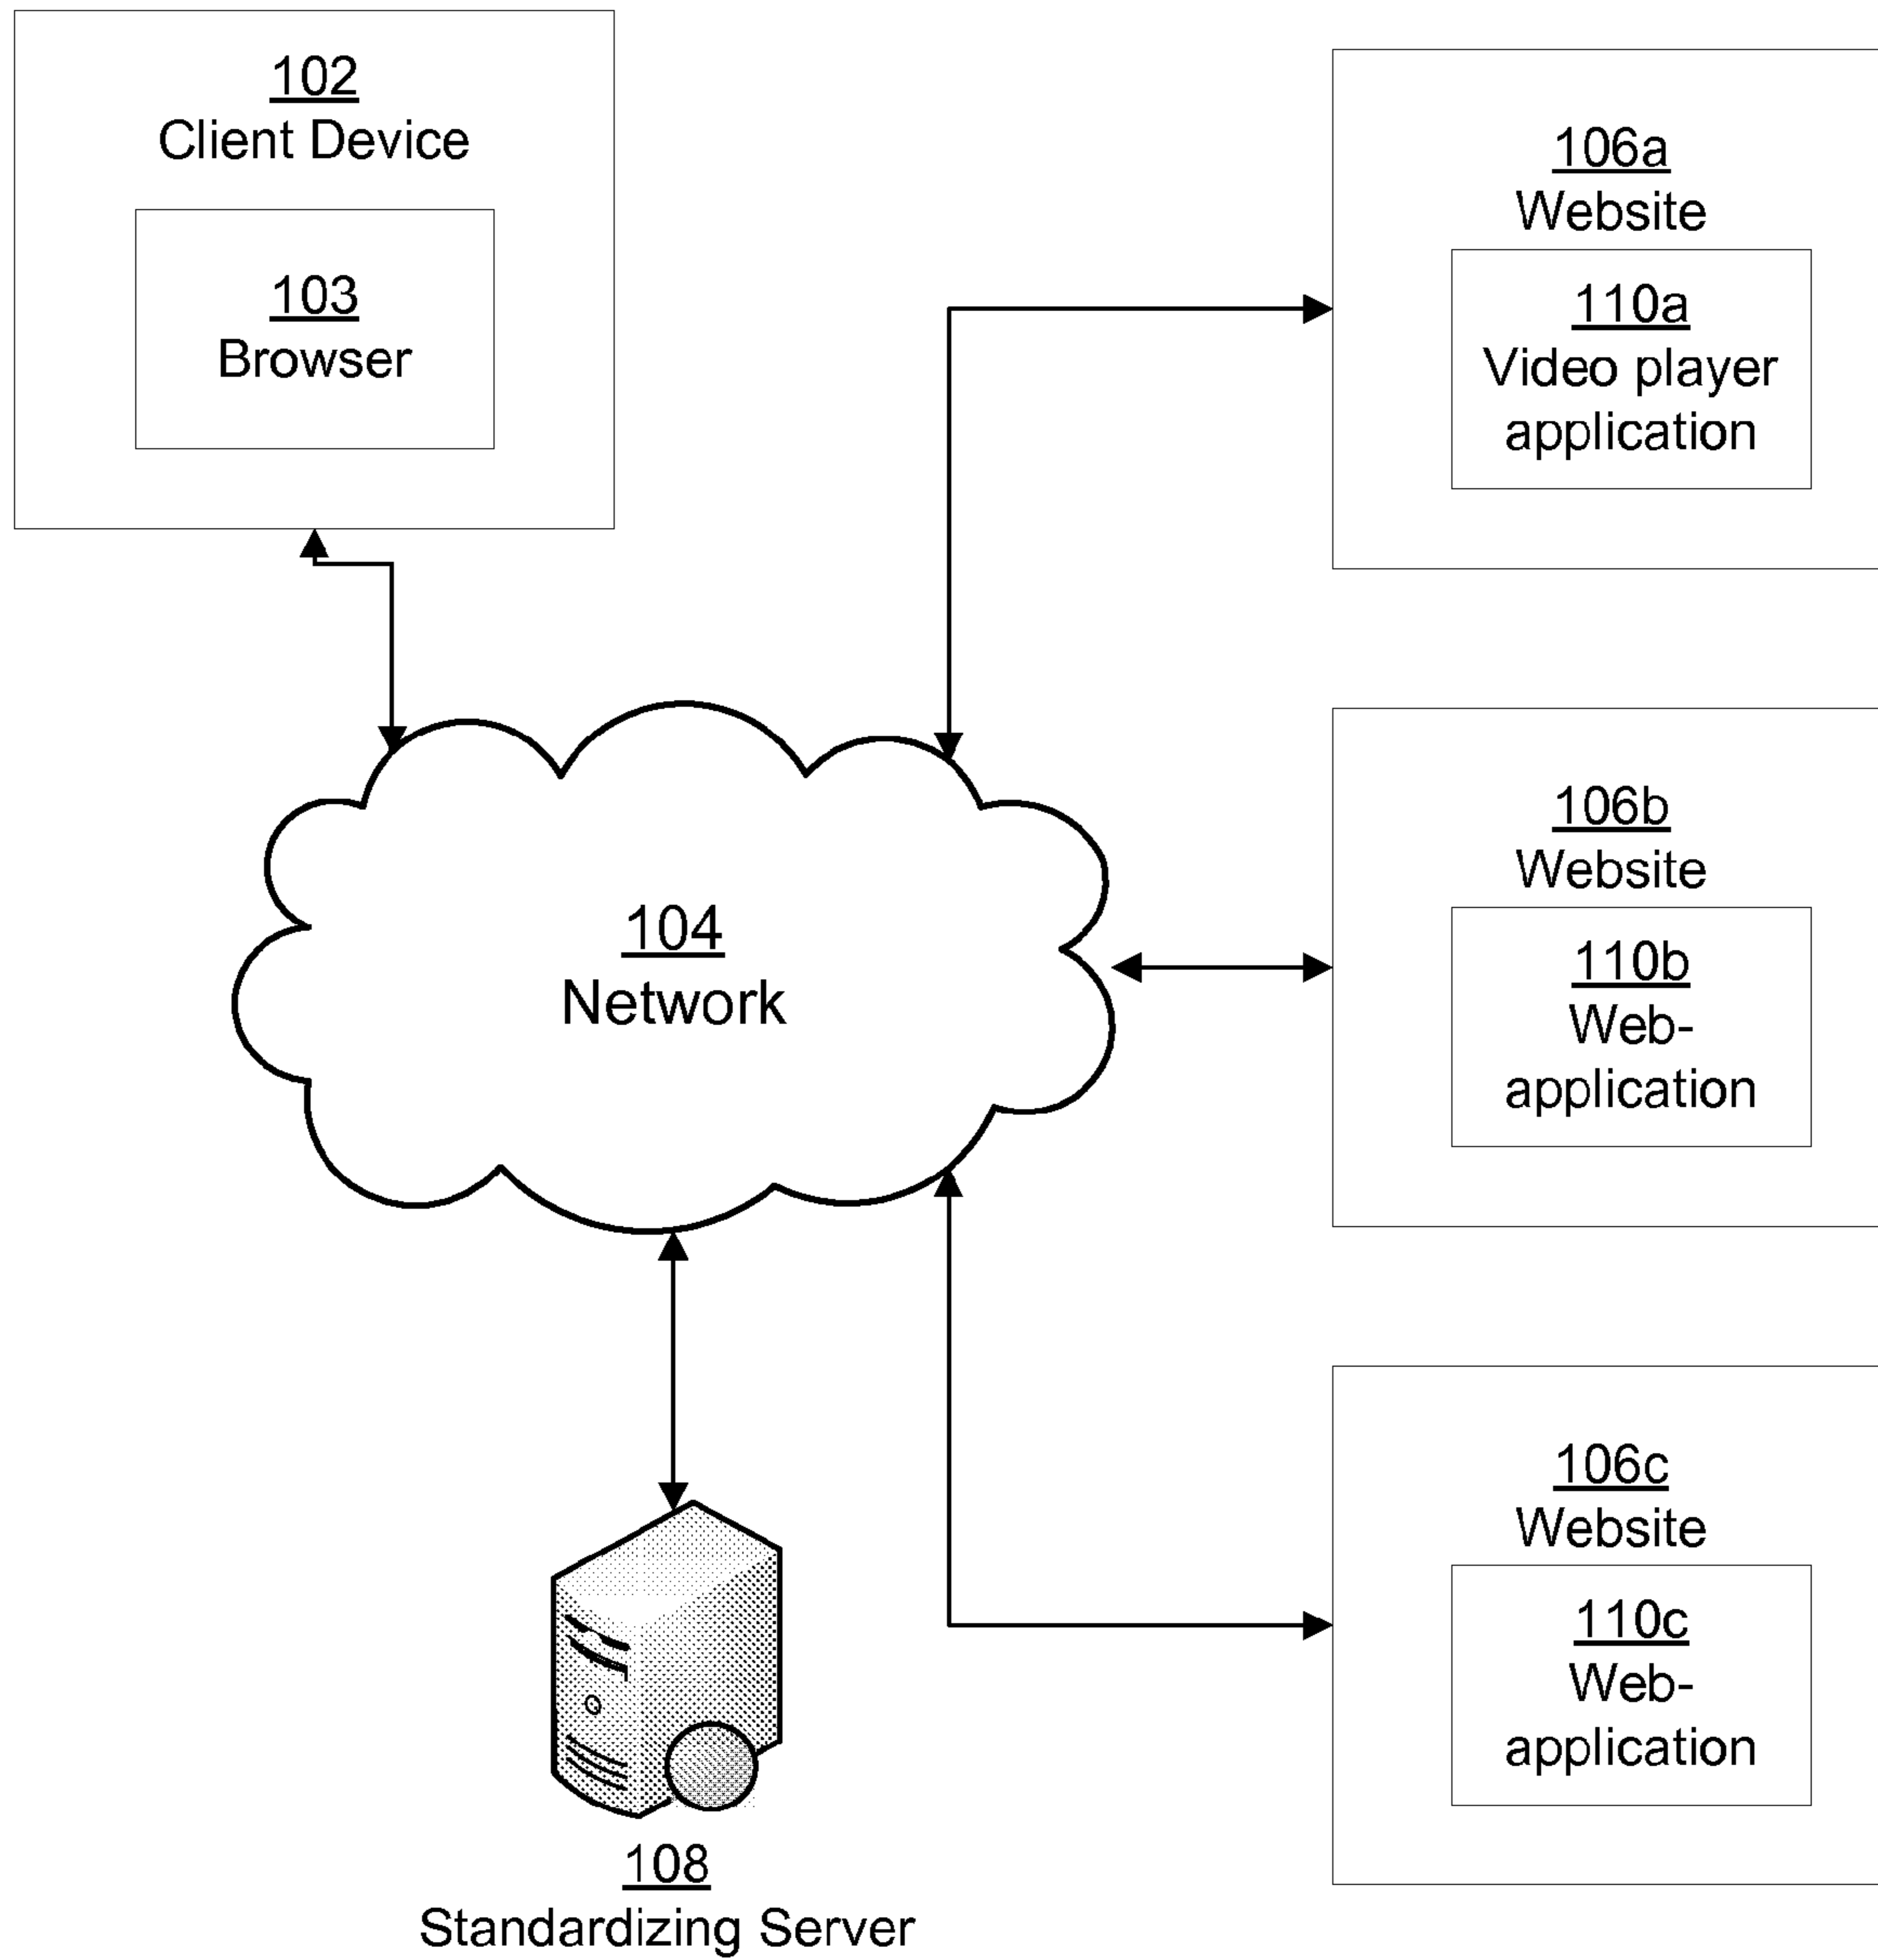 102
Client Device
103
Browser
106a
Website
110a
Video player
application
104
Network
106b
Website
110b
Web-
application
106c
Website
110c
Web-
application
108
Standardizing Server